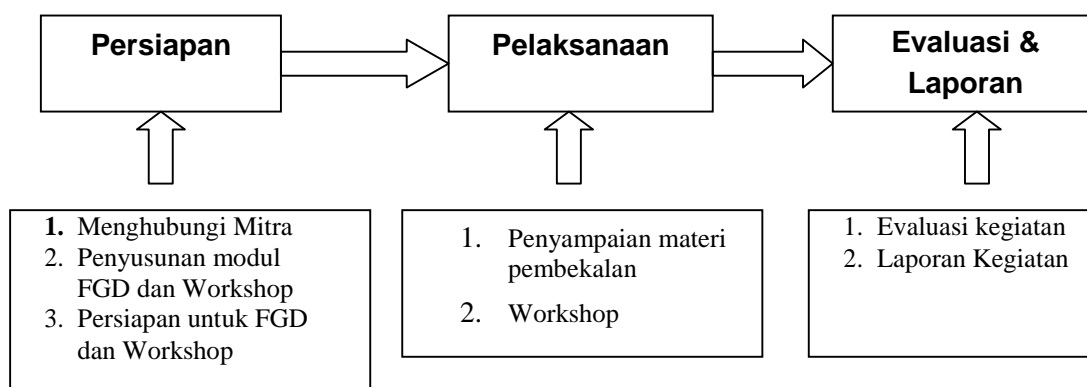 Persiapan
Pelaksanaan
Evaluasi &
Laporan
1. Menghubungi Mitra
2. Penyusunan modul
FGD dan Workshop
3. Persiapan untuk FGD
dan Workshop
1. Penyampaian materi
pembekalan
2. Workshop
1. Evaluasi kegiatan
2. Laporan Kegiatan